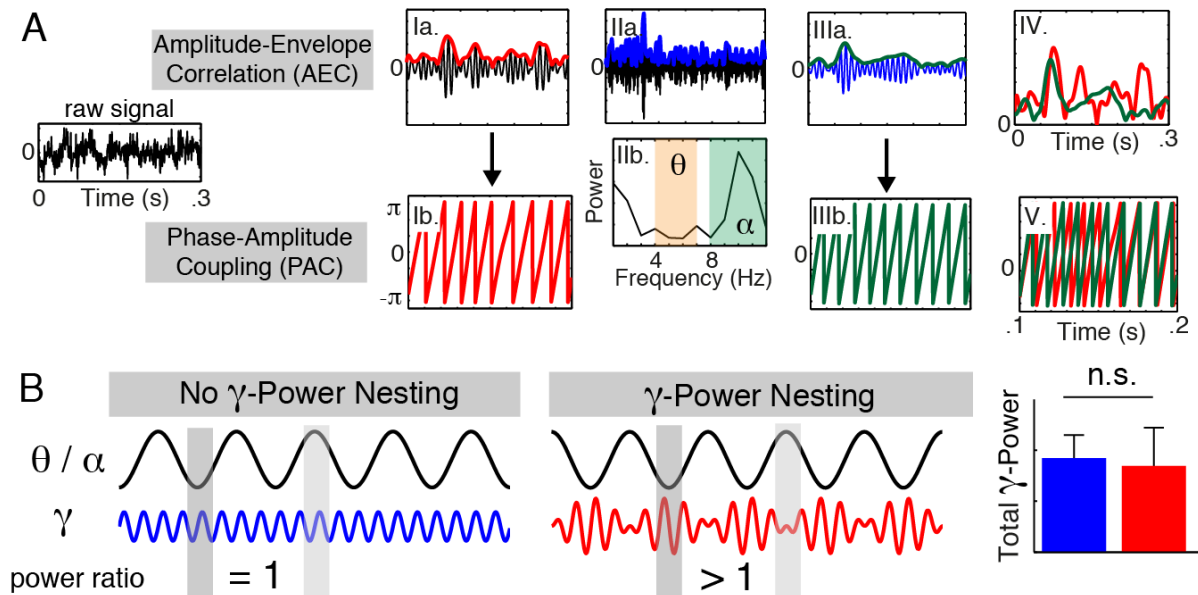 A
Amplitude-Envelope
Correlation (AEC)
raw signal
0
0
Time (s)
.3
Phase-Amplitude
Coupling (PAC)
Ia.
0
Ib.
π
0
-π
IIa.
0
IIb.
θ
α
Power
4
8
Frequency (Hz)
IIIa.
0
IIIb.
0
IV.
0
0
Time (s)
.3
V.
0
.1
Time (s)
.2
B
No γ-Power Nesting
γ-Power Nesting
θ / α
γ
power ratio
= 1
> 1
n.s.
Total γ-Power